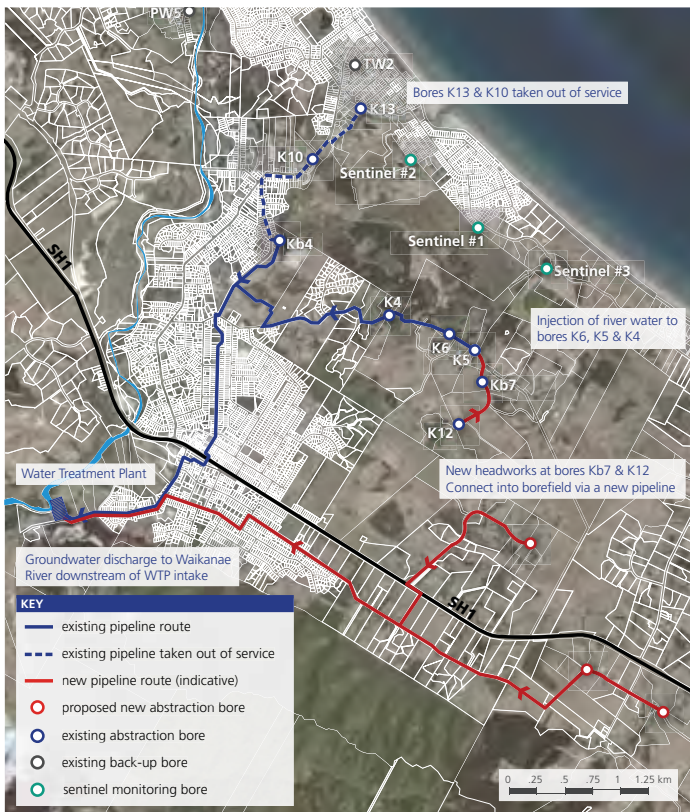 PW5
TW2
Bores K13 & K10 taken out of service
K13
K10
Sentinel #2
Kb4
Sentinel #1
Sentinel #3
SH1
K4
Injection of river water to
bores K6, K5 & K4
K6
K5
Kb7
K12
Water Treatment Plant
New headworks at bores Kb7 & K12
Connect into borefield via a new pipeline
Groundwater discharge to Waikanae
River downstream of WTP intake
SH1
KEY
existing pipeline route
existing pipeline taken out of service
new pipeline route (indicative)
proposed new abstraction bore
existing abstraction bore
existing back-up bore
sentinel monitoring bore
0 .25 .5 .75 1 1.25 km